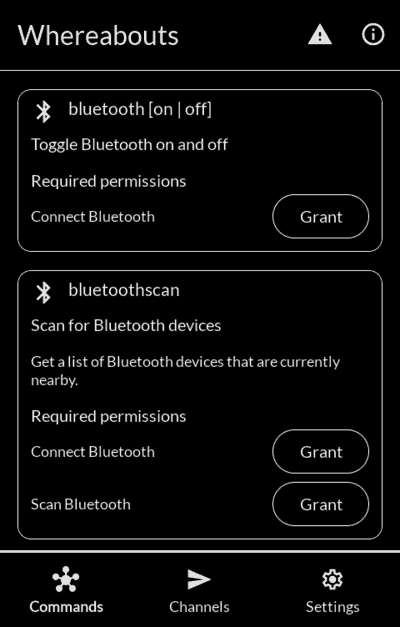 Whereabouts
bluetooth [on | off]
Toggle Bluetooth on and off
Required permissions
Connect Bluetooth
Grant
bluetoothscan
Scan for Bluetooth devices
Get a list of Bluetooth devices that are currently
nearby.
Required permissions
Connect Bluetooth
Grant
Scan Bluetooth
Grant
Commands
Channels
Settings